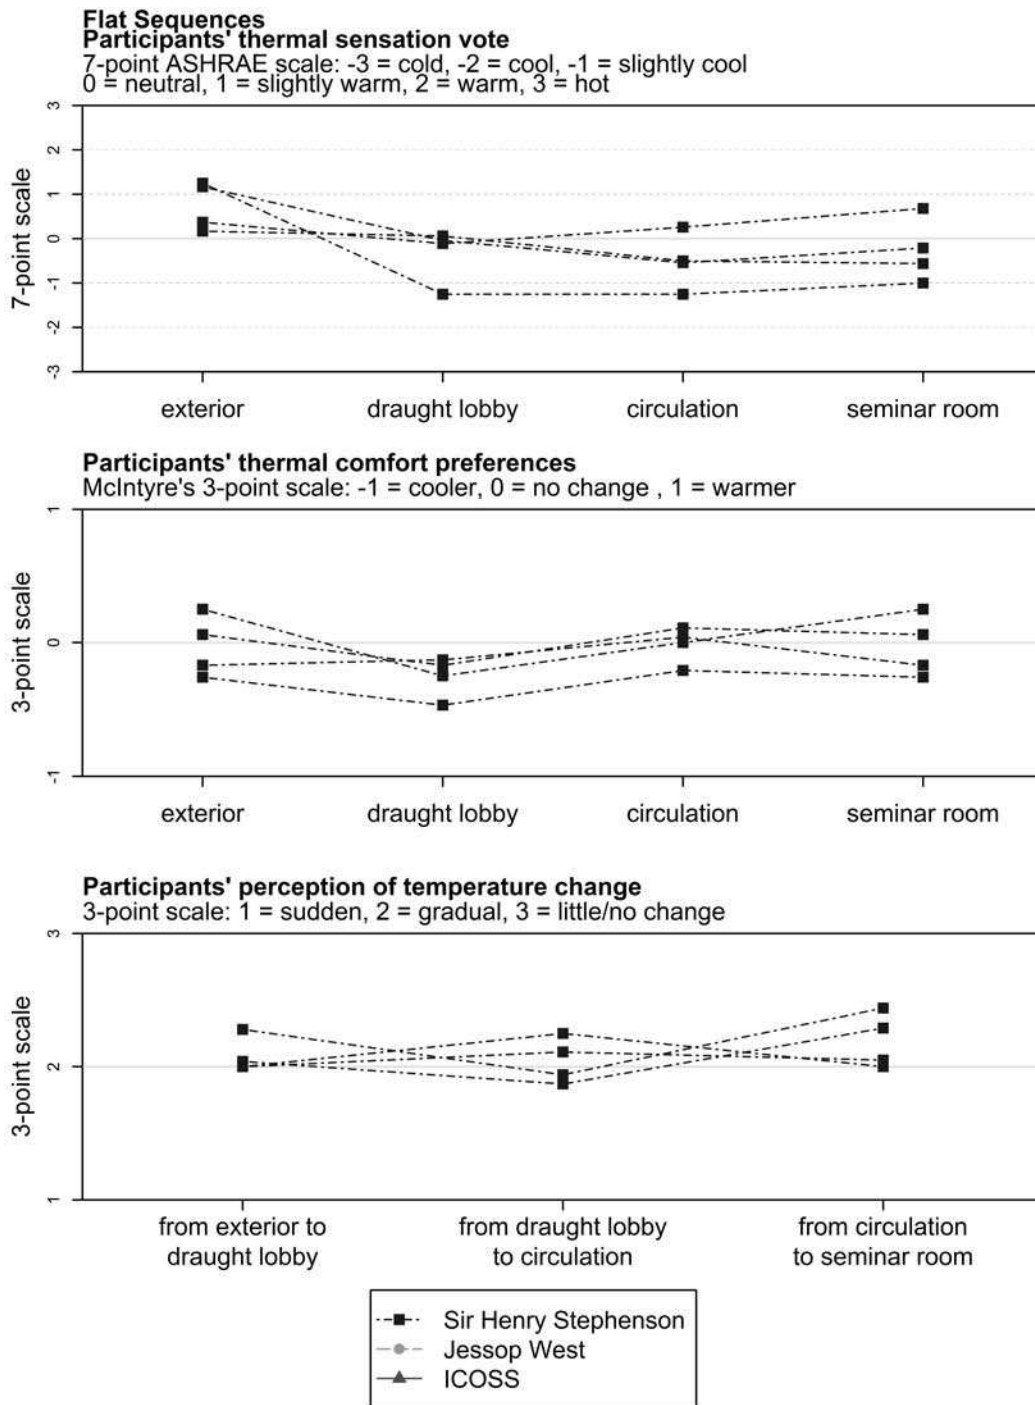 Flat Sequences
Participants' thermal sensation vote
7-point ASHRAE scale: -3 = cold, -2 = cool, -1 = slightly cool
0 = neutral, 1 = slightly warm, 2 = warm, 3 = hot
7-point scale
3
2
1
0
-1
-2
-3
exterior draught lobby circulation seminar room
Participants' thermal comfort preferences
McIntyre's 3-point scale: -1 = cooler, 0 = no change , 1 = warmer
3-point scale
1
0
-1
exterior draught lobby circulation seminar room
Participants' perception of temperature change
3-point scale: 1 = sudden, 2 = gradual, 3 = little/no change
3-point scale
3
2
1
from exterior to from draught lobby from circulation
draught lobby to circulation to seminar room
Sir Henry Stephenson
Jessop West
ICOSS